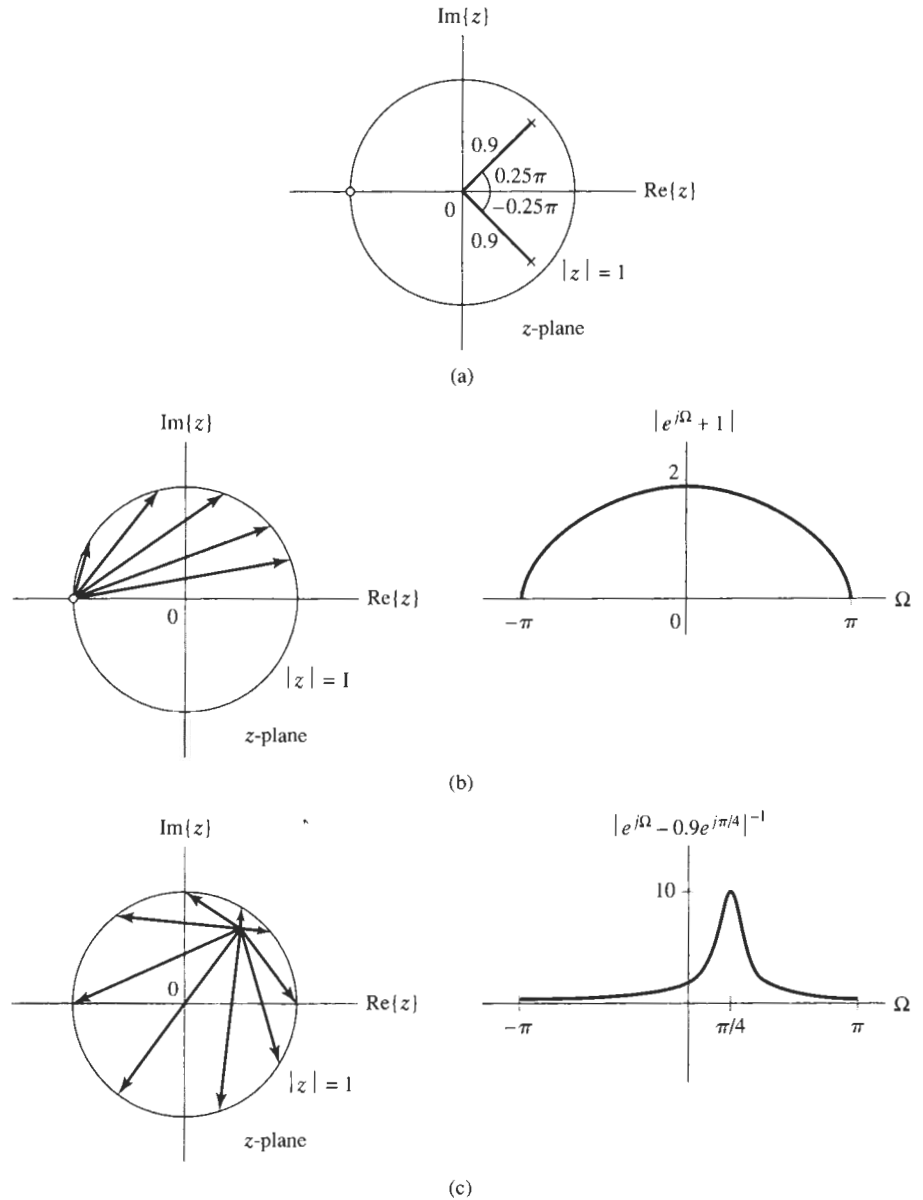 Im{z}
0.9
0.25π
Re{z}
0
−0.25π
0.9
|z| = 1
z-plane
(a)
Im{z}
Re{z}
0
|z| = I
z-plane
|e^{jΩ} + 1|
2
−π
0
π
Ω
(b)
Im{z}
0
Re{z}
|z| = 1
z-plane
|e^{jΩ} − 0.9e^{jπ/4}|^{−1}
10
−π
π/4
π
Ω
(c)